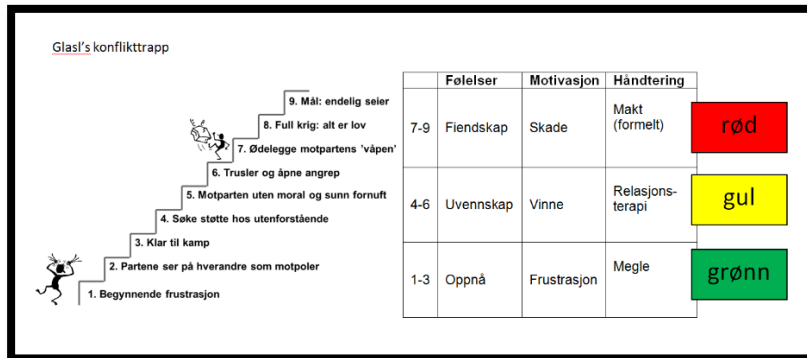 Glasl's konflikttrapp
9. Mål: endelig seier
8. Full krig: alt er lov
7. Ødelegge motpartens 'våpen'
6. Trusler og åpne angrep
5. Motparten uten moral og sunn fornuft
4. Søke støtte hos utenforstående
3. Klar til kamp
2. Partene ser på hverandre som motpoler
1. Begynnende frustrasjon
Følelser Motivasjon Håndtering
7-9 Fiendskap Skade Makt
(formelt)
rød
4-6 Uvennskap Vinne Relasjons-
terapi
gul
1-3 Oppnå Frustrasjon Megle
grønn